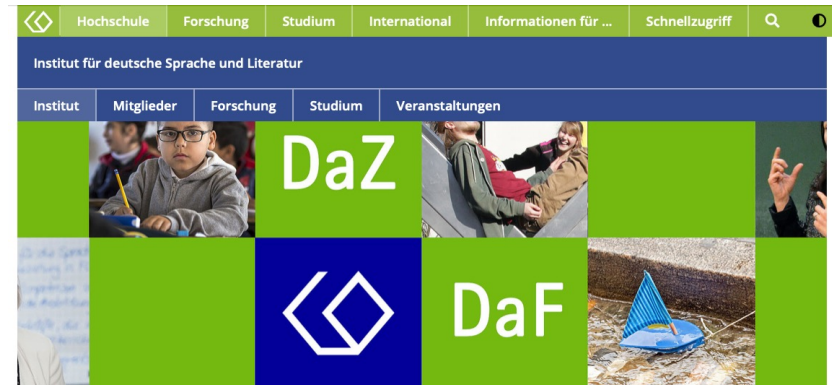 Hochschule Forschung Studium International Informationen für ... Schnellzugriff
Institut für deutsche Sprache und Literatur
Institut Mitglieder Forschung Studium Veranstaltungen
DaZ
DaF